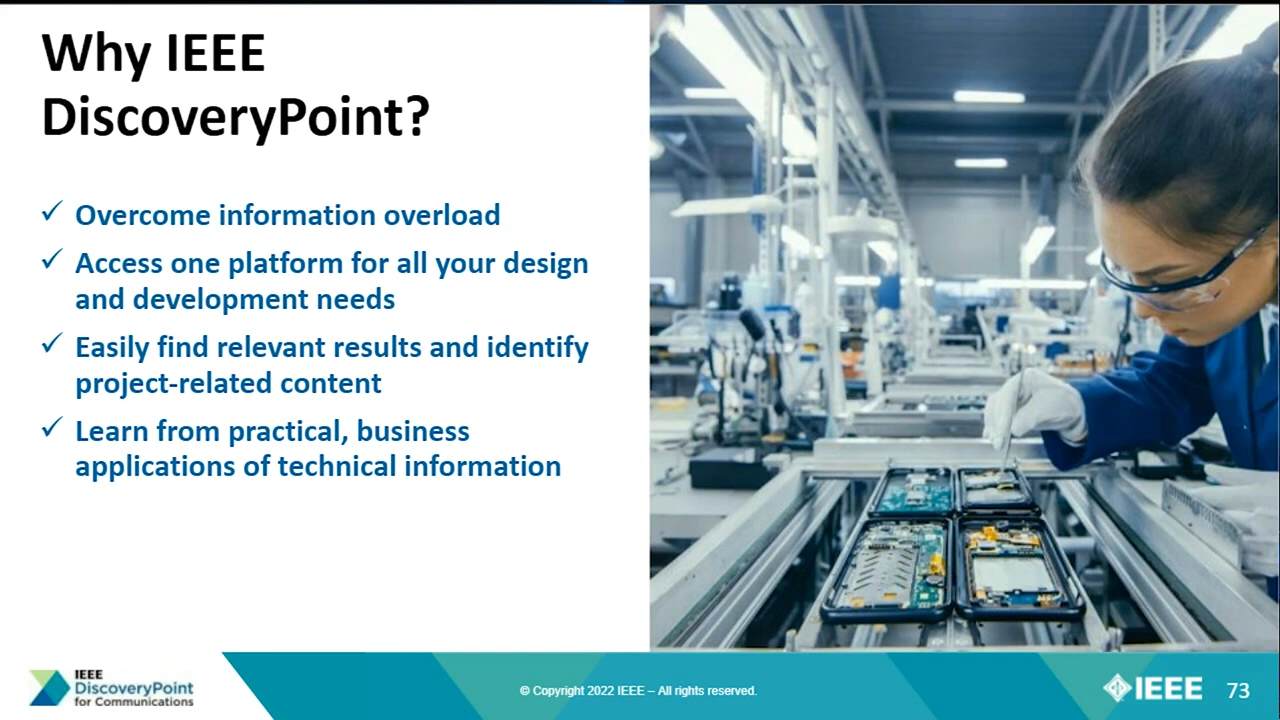 Why IEEE
DiscoveryPoint?
✓ Overcome information overload
✓ Access one platform for all your design
and development needs
✓ Easily find relevant results and identify
project-related content
✓ Learn from practical, business
applications of technical information
IEEE
DiscoveryPoint
for Communications
© Copyright 2022 IEEE – All rights reserved.
IEEE
73